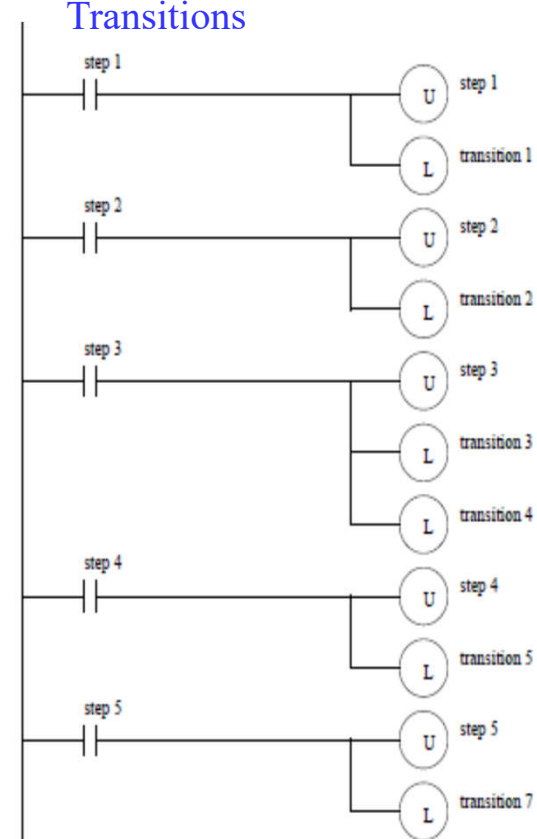 Transitions
step 1
U
step 1
L
transition 1
step 2
U
step 2
L
transition 2
step 3
U
step 3
L
transition 3
L
transition 4
step 4
U
step 4
L
transition 5
step 5
U
step 5
L
transition 7